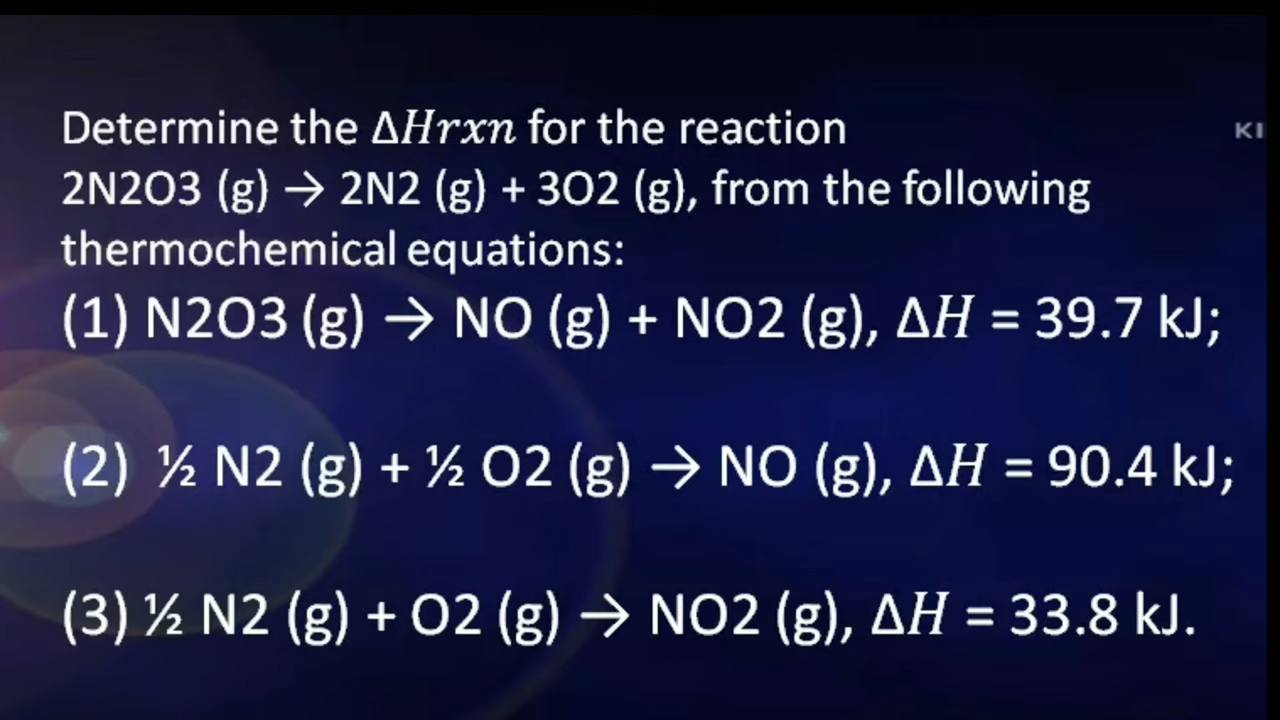 Determine the Δ𝐻𝑟𝑥𝑛 for the reaction
2N2O3 (g) → 2N2 (g) + 3O2 (g), from the following
thermochemical equations:
(1) N2O3 (g) → NO (g) + NO2 (g), Δ𝐻 = 39.7 kJ;
(2) ½ N2 (g) + ½ O2 (g) → NO (g), Δ𝐻 = 90.4 kJ;
(3) ½ N2 (g) + O2 (g) → NO2 (g), Δ𝐻 = 33.8 kJ.